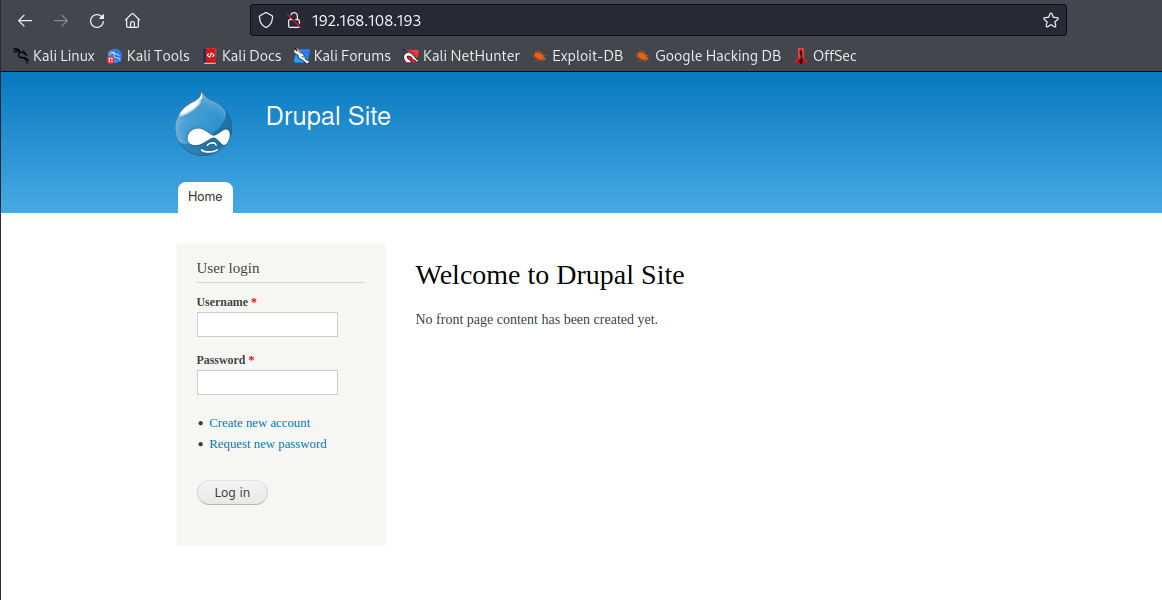 192.168.108.193
Kali Linux Kali Tools Kali Docs Kali Forums Kali NetHunter Exploit-DB Google Hacking DB OffSec
Drupal Site
Home
User login
Username *
Password *
Create new account
Request new password
Log in
Welcome to Drupal Site
No front page content has been created yet.